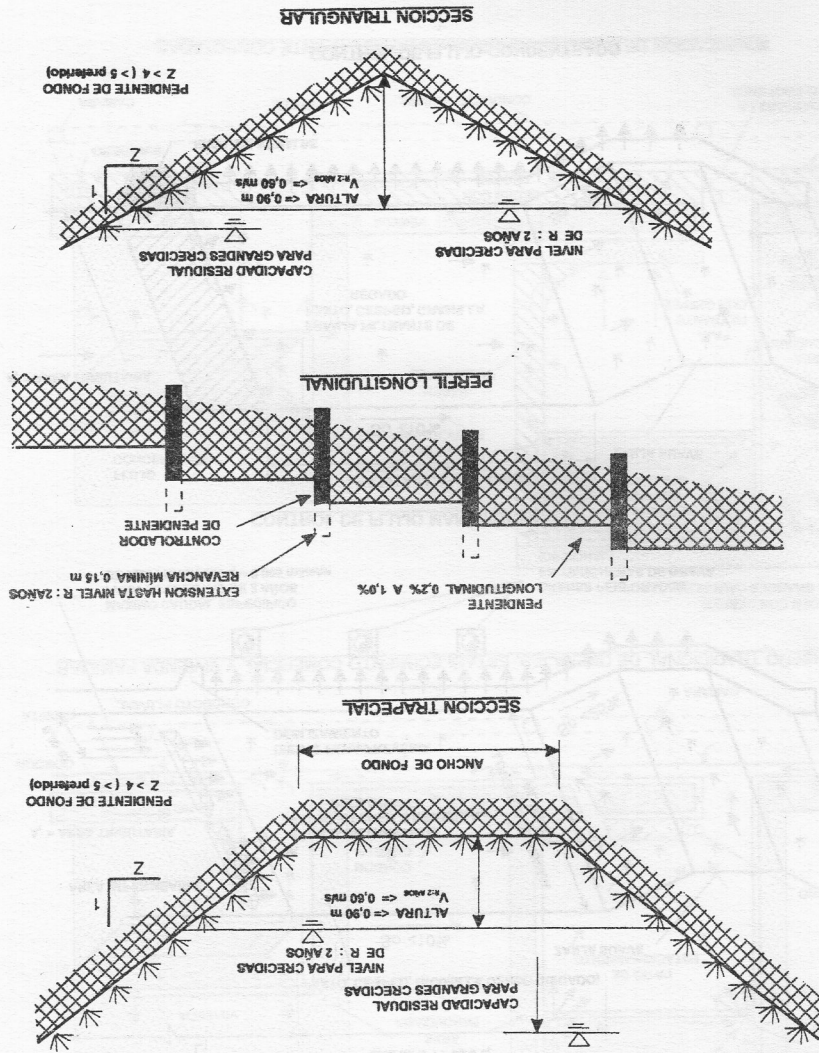 CAPACIDAD RESIDUAL
PARA GRANDES CRECIDAS
NIVEL PARA CRECIDAS
DE R : 2 AÑOS
ALTURA <= 0,90 m
V R:2 AÑOS <= 0,60 m/s
1
Z
PENDIENTE DE FONDO
Z > 4 ( > 5 preferido)
ANCHO DE FONDO
SECCION TRAPECIAL
PENDIENTE
LONGITUDINAL 0,2% A 1,0%
EXTENSION HASTA NIVEL R : 2AÑOS
REVANCHA MÍNIMA 0,15 m
CONTROLADOR
DE PENDIENTE
PERFIL LONGITUDINAL
CAPACIDAD RESIDUAL
PARA GRANDES CRECIDAS
NIVEL PARA CRECIDAS
DE R : 2 AÑOS
ALTURA <= 0,90 m
V R:2 AÑOS <= 0,60 m/s
1
Z
PENDIENTE DE FONDO
Z > 4 ( > 5 preferido)
SECCION TRIANGULAR